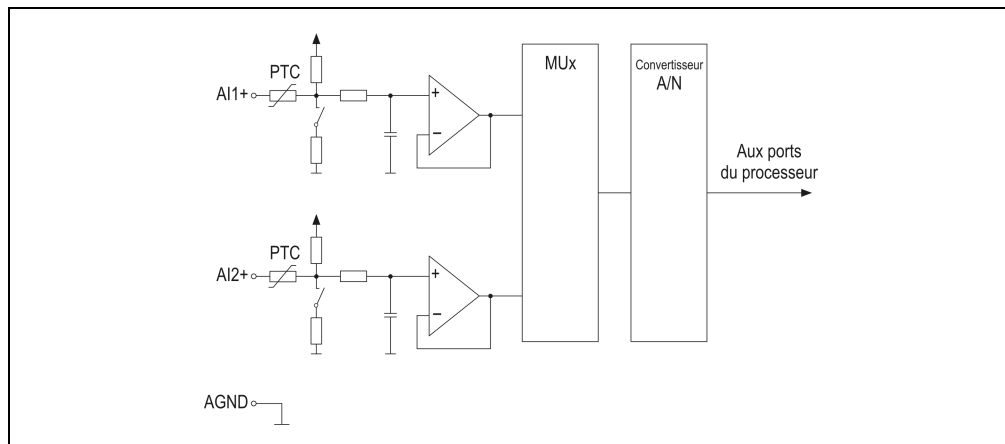 PTC
AI1+
+
−
MUx
Convertisseur
A/N
Aux ports
du processeur
PTC
AI2+
+
−
AGND